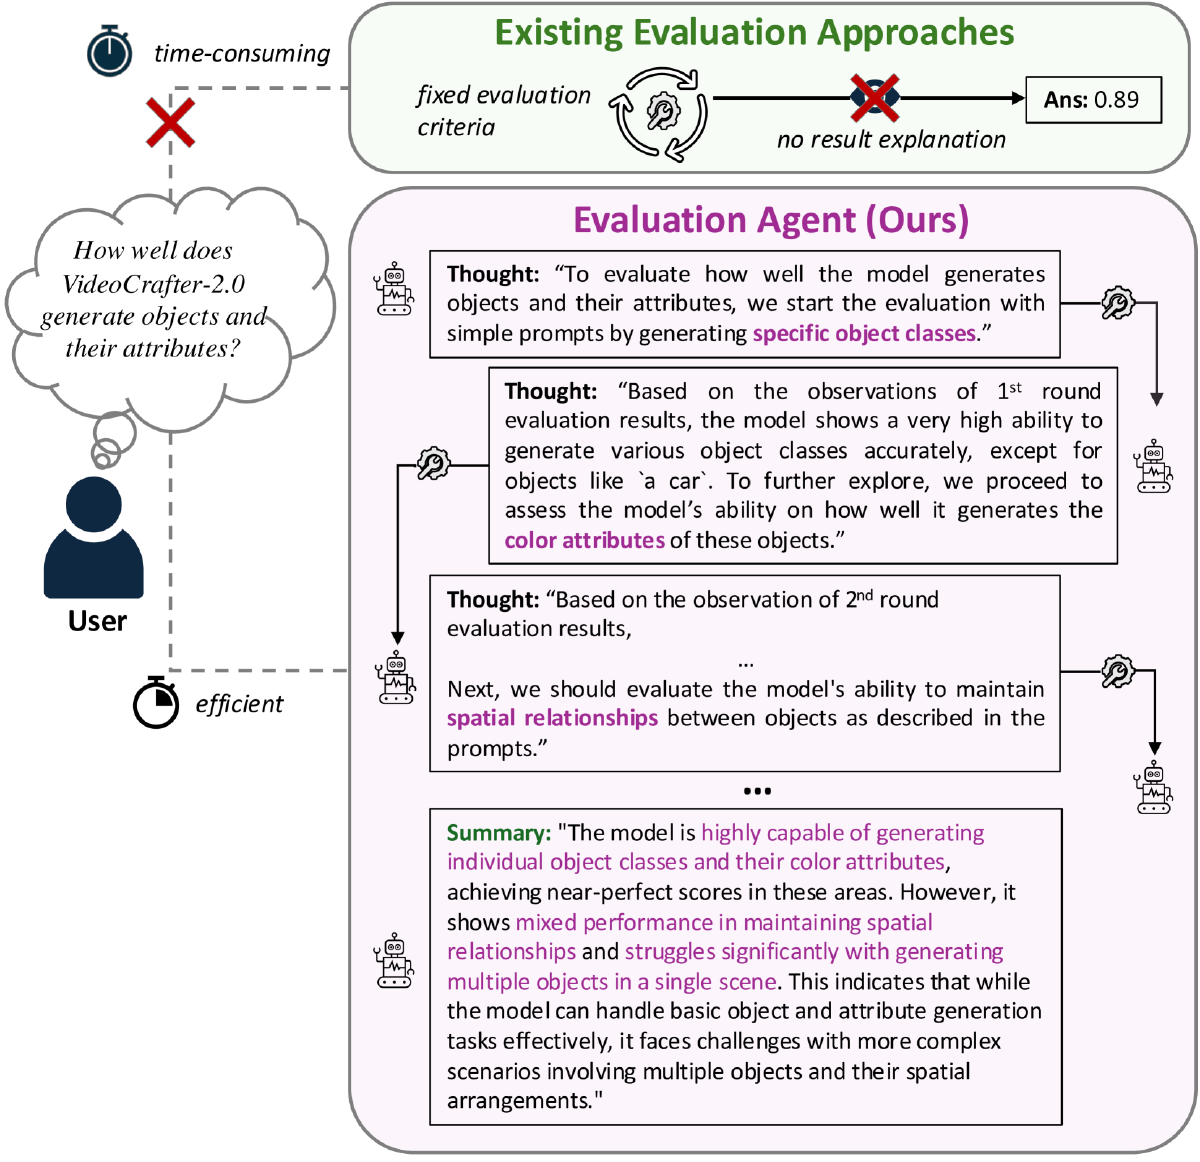 time-consuming
Existing Evaluation Approaches
fixed evaluation
criteria
no result explanation
Ans: 0.89
How well does
VideoCrafter-2.0
generate objects and
their attributes?
User
efficient
Evaluation Agent (Ours)
Thought: “To evaluate how well the model generates
objects and their attributes, we start the evaluation with
simple prompts by generating specific object classes.”
Thought: “Based on the observations of 1st round
evaluation results, the model shows a very high ability to
generate various object classes accurately, except for
objects like `a car`. To further explore, we proceed to
assess the model’s ability on how well it generates the
color attributes of these objects.”
Thought: “Based on the observation of 2nd round
evaluation results,
...
Next, we should evaluate the model's ability to maintain
spatial relationships between objects as described in the
prompts.”
...
Summary: "The model is highly capable of generating
individual object classes and their color attributes,
achieving near-perfect scores in these areas. However, it
shows mixed performance in maintaining spatial
relationships and struggles significantly with generating
multiple objects in a single scene. This indicates that while
the model can handle basic object and attribute generation
tasks effectively, it faces challenges with more complex
scenarios involving multiple objects and their spatial
arrangements."